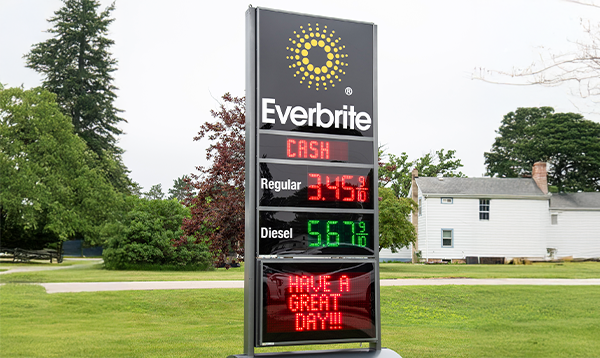 ®
Everbrite
CASH
Regular 3.45 9/10
Diesel 5.67 9/10
HAVE A
GREAT
DAY!!!